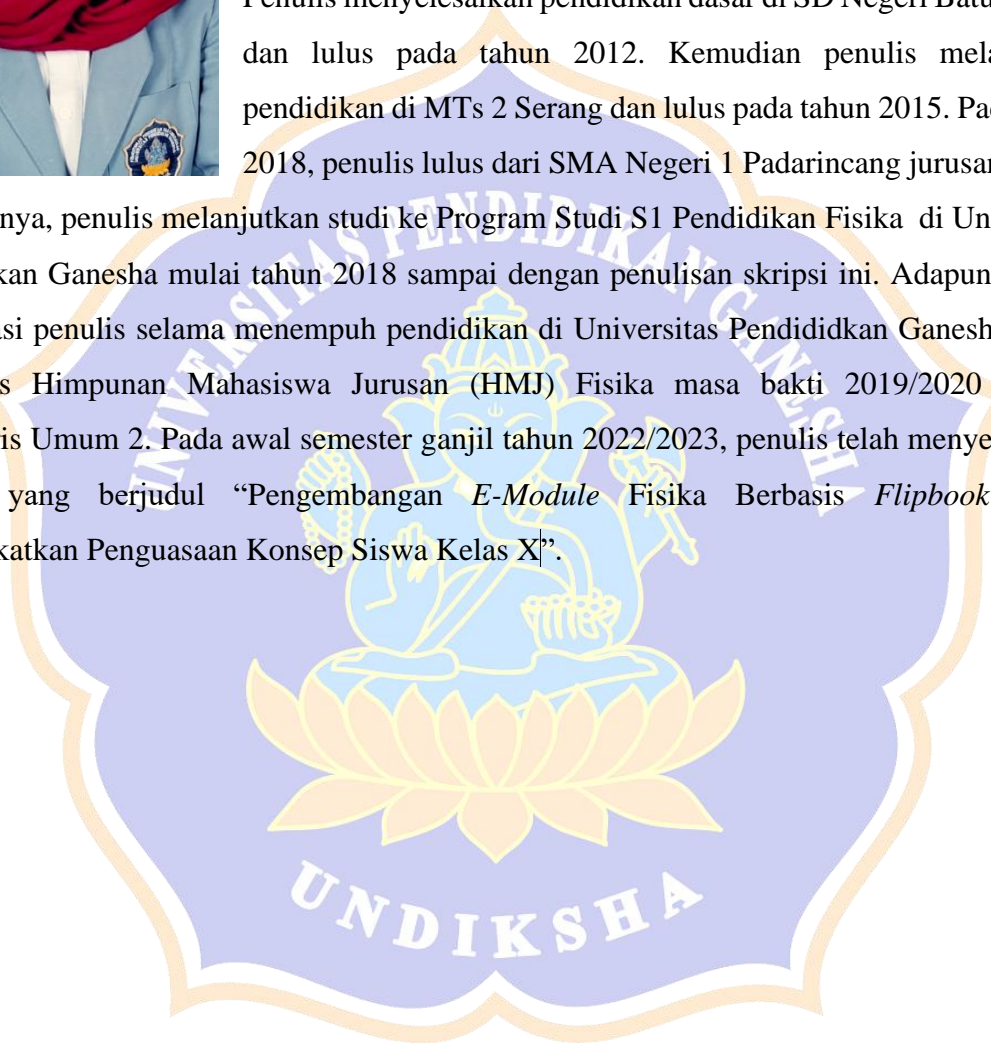 Penulis menyelesaikan pendidikan dasar di SD Negeri Batu
dan lulus pada tahun 2012. Kemudian penulis mela
pendidikan di MTs 2 Serang dan lulus pada tahun 2015. Pad
2018, penulis lulus dari SMA Negeri 1 Padarincang jurusan
nya, penulis melanjutkan studi ke Program Studi S1 Pendidikan Fisika di Un
kan Ganesha mulai tahun 2018 sampai dengan penulisan skripsi ini. Adapun
asi penulis selama menempuh pendidikan di Universitas Pendididkan Ganesh
s Himpunan Mahasiswa Jurusan (HMJ) Fisika masa bakti 2019/2020
ris Umum 2. Pada awal semester ganjil tahun 2022/2023, penulis telah menye
yang berjudul “Pengembangan E-Module Fisika Berbasis Flipbook
katkan Penguasaan Konsep Siswa Kelas X”.
UNIVERSITAS PENDIDIKAN GANESHA
UNDIKSHA